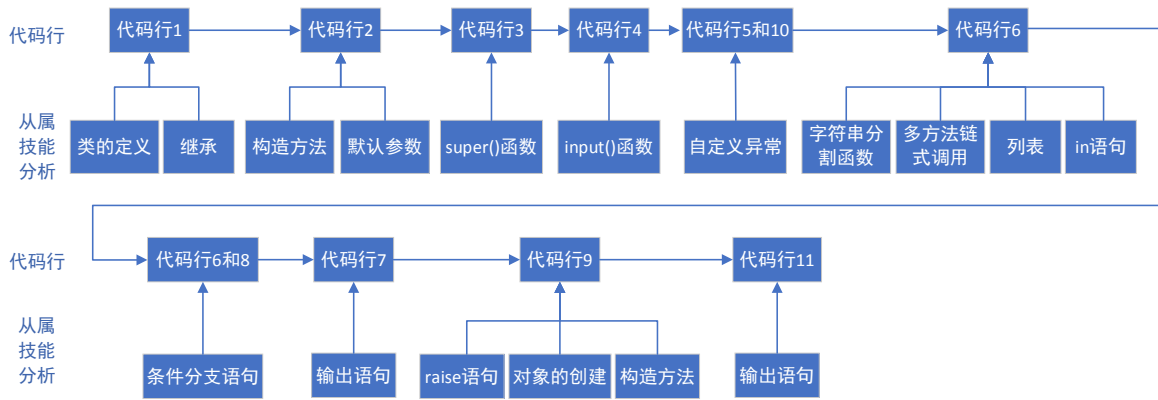 代码行
代码行1
代码行2
代码行3
代码行4
代码行5和10
代码行6
从属
技能
分析
类的定义
继承
构造方法
默认参数
super()函数
input()函数
自定义异常
字符串分
割函数
多方法链
式调用
列表
in语句
代码行
代码行6和8
代码行7
代码行9
代码行11
从属
技能
分析
条件分支语句
输出语句
raise语句
对象的创建
构造方法
输出语句